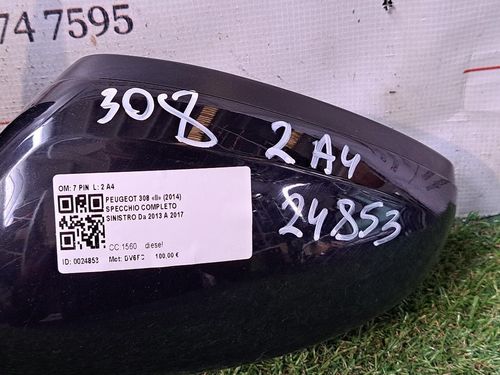 74 7595
308
2 A4
24853
OM: 7 PIN L: 2 A4
PEUGEOT 308 «II» (2014)
SPECCHIO COMPLETO
SINISTRO Da 2013 A 2017
CC 1560 diesel
ID: 0024853 Mot: DV6FC 100,00 €